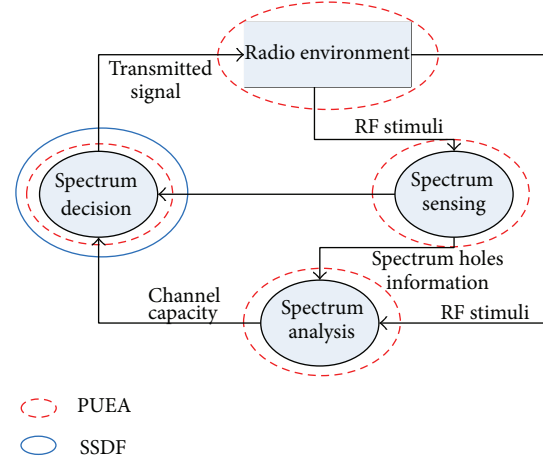 Radio environment
Transmitted
signal
RF stimuli
Spectrum
decision
Spectrum
sensing
Spectrum holes
information
Channel
capacity
Spectrum
analysis
RF stimuli
PUEA
SSDF